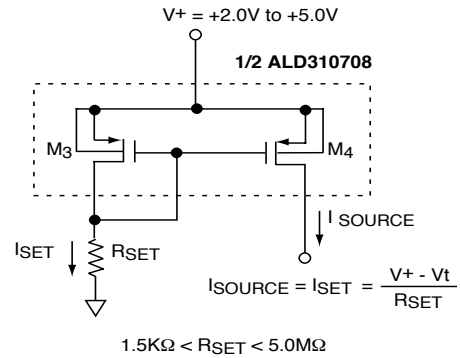 V+ = +2.0V to +5.0V
1/2 ALD310708
M3
M4
I SOURCE
ISET
RSET
ISOURCE = ISET = V+ - Vt
RSET
1.5KΩ < RSET < 5.0MΩ